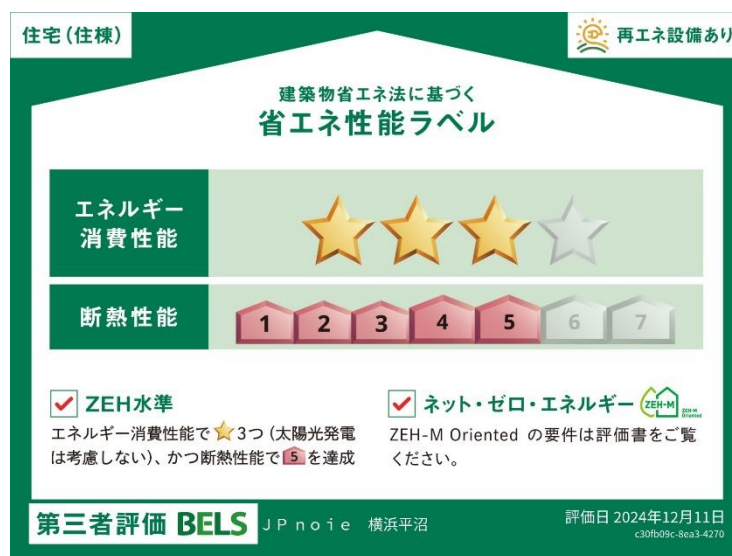 住宅(住棟)
再エネ設備あり
建築物省エネ法に基づく
省エネ性能ラベル
エネルギー
消費性能
断熱性能
1 2 3 4 5 6 7
ZEH水準
エネルギー消費性能で 3つ(太陽光発電
は考慮しない)、かつ断熱性能で 5 を達成
ネット・ゼロ・エネルギー ZEH-M ZEH-M Oriented
ZEH-M Oriented の要件は評価書をご覧
ください。
第三者評価 BELS JPnoie 横浜平沼
評価日 2024年12月11日
c30fb09c-8ea3-4270